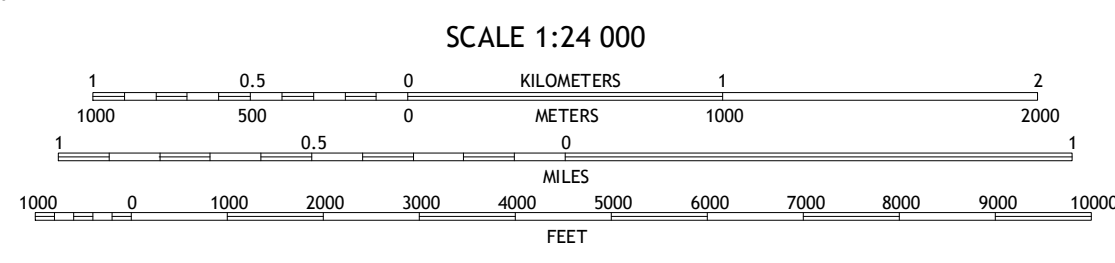 SCALE 1:24 000
1 0.5 0 KILOMETERS 1 2
1000 500 0 METERS 1000 2000
1 0.5 0 1
MILES
1000 0 1000 2000 3000 4000 5000 6000 7000 8000 9000 10000
FEET